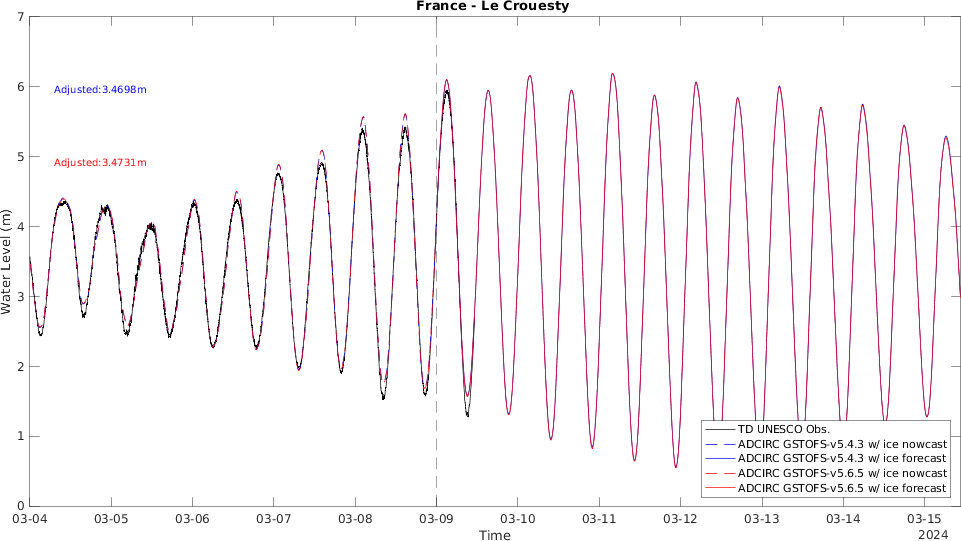 France - Le Crouesty
7
6
5
4
3
2
1
0
Water Level (m)
Adjusted:3.4698m
Adjusted:3.4731m
TD UNESCO Obs.
ADCIRC GSTOFS-v5.4.3 w/ ice nowcast
ADCIRC GSTOFS-v5.4.3 w/ ice forecast
ADCIRC GSTOFS-v5.6.5 w/ ice nowcast
ADCIRC GSTOFS-v5.6.5 w/ ice forecast
03-04 03-05 03-06 03-07 03-08 03-09 03-10 03-11 03-12 03-13 03-14 03-15
Time
2024